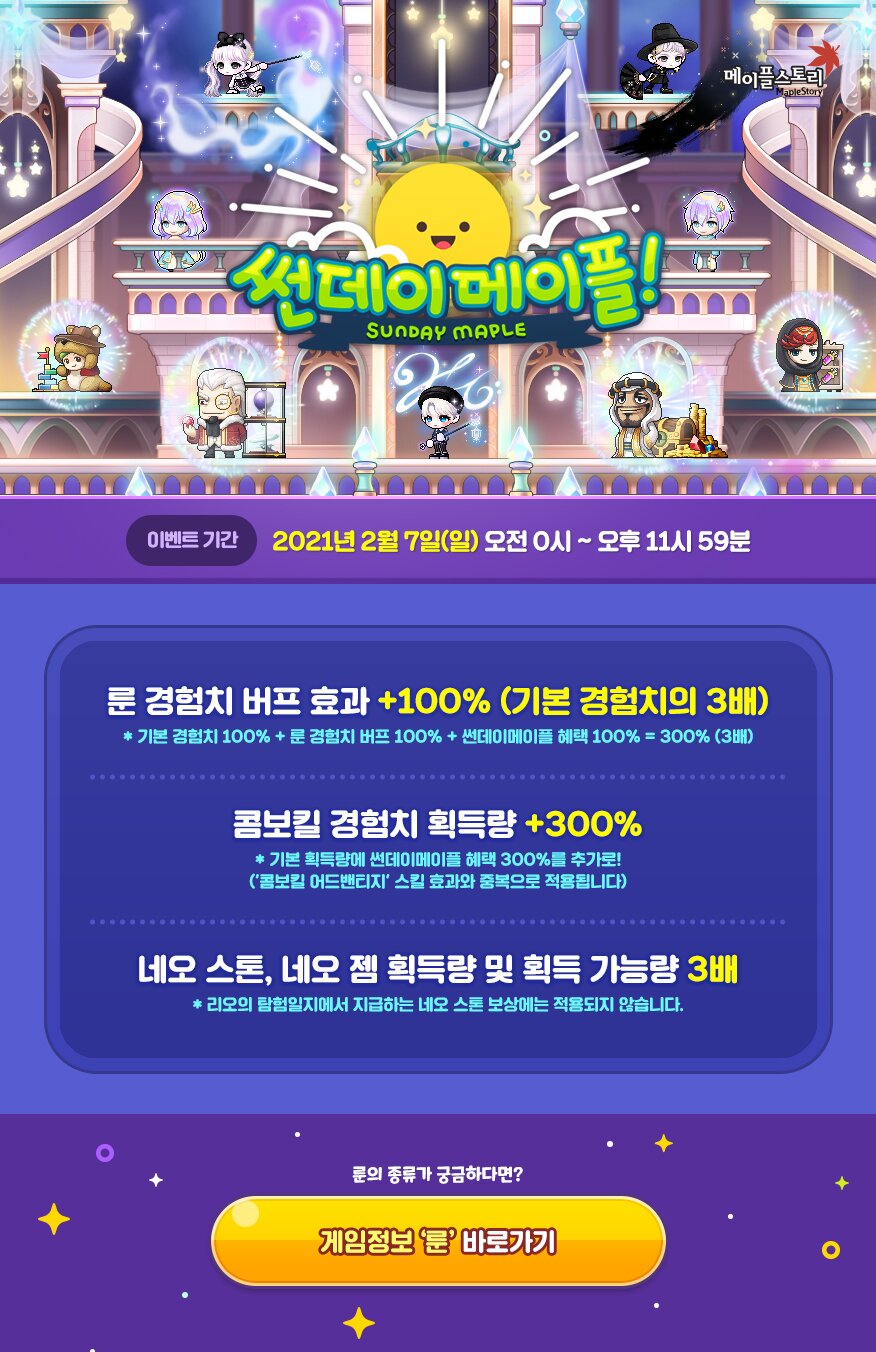 메이플스토리
MapleStory
썬데이 메이플!
SUNDAY MAPLE
이벤트 기간 2021년 2월 7일(일) 오전 0시 ~ 오후 11시 59분
룬 경험치 버프 효과 +100% (기본 경험치의 3배)
* 기본 경험치 100% + 룬 경험치 버프 100% + 썬데이메이플 혜택 100% = 300% (3배)
콤보킬 경험치 획득량 +300%
* 기본 획득량에 썬데이메이플 혜택 300%를 추가로!
('콤보킬 어드밴티지' 스킬 효과와 중복으로 적용됩니다)
네오 스톤, 네오 젬 획득량 및 획득 가능량 3배
* 리오의 탐험일지에서 지급하는 네오 스톤 보상에는 적용되지 않습니다.
룬의 종류가 궁금하다면?
게임정보 ‘룬’ 바로가기